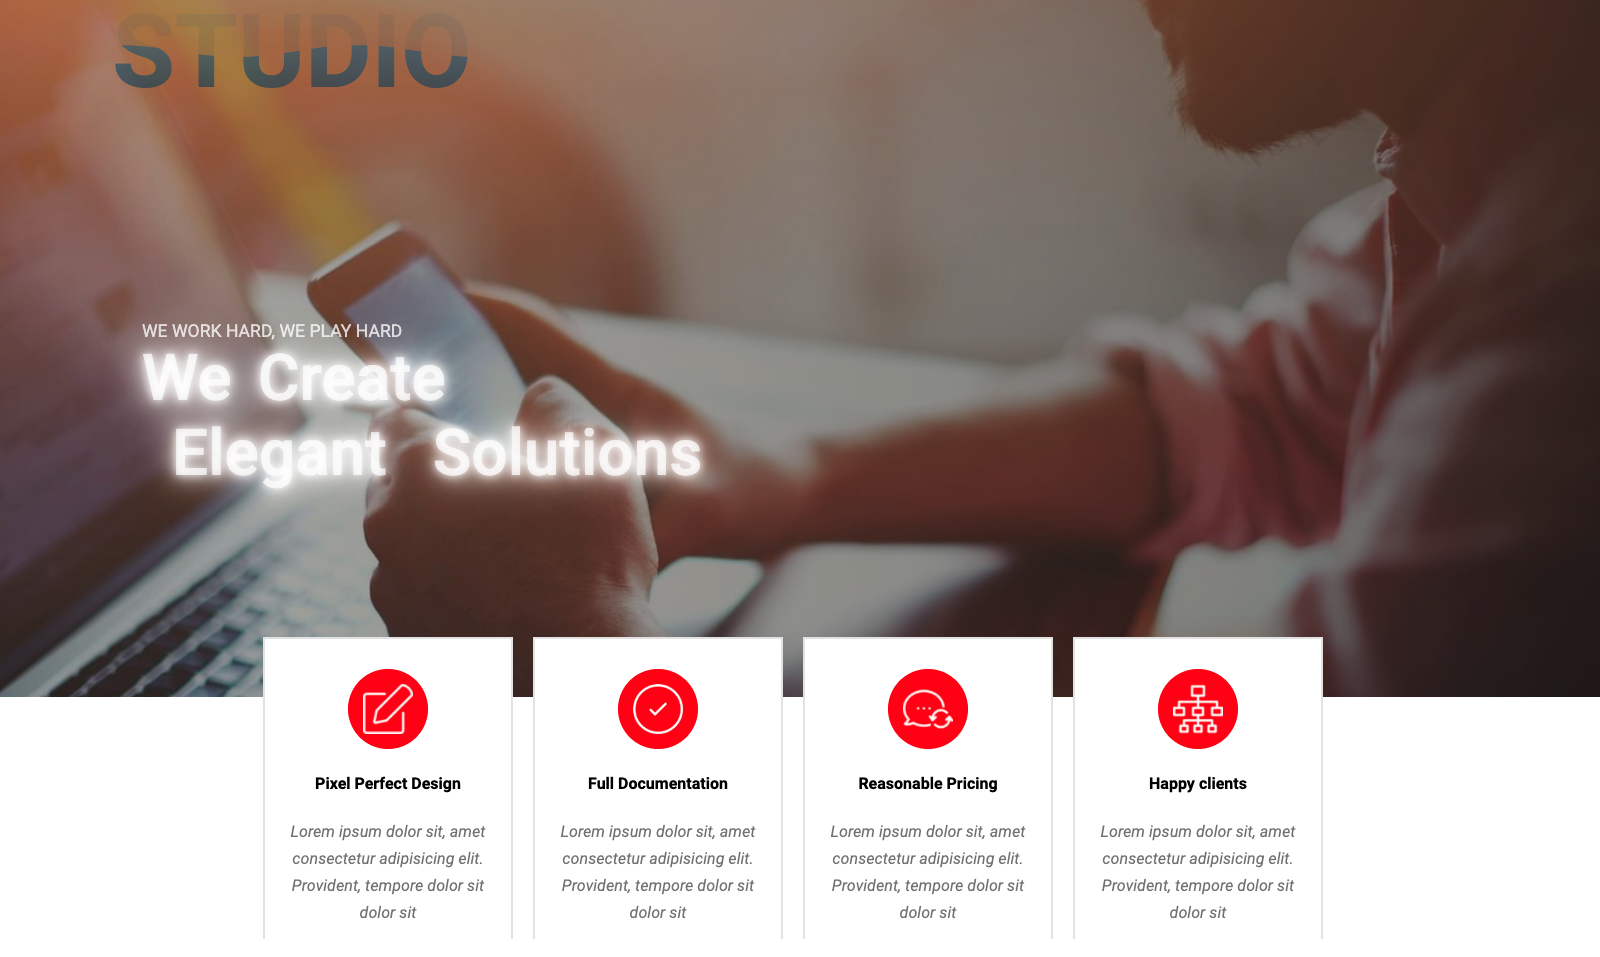 STUDIO
WE WORK HARD, WE PLAY HARD
We Create
Elegant Solutions
Pixel Perfect Design
Lorem ipsum dolor sit, amet
consectetur adipisicing elit.
Provident, tempore dolor sit
dolor sit
Full Documentation
Lorem ipsum dolor sit, amet
consectetur adipisicing elit.
Provident, tempore dolor sit
dolor sit
Reasonable Pricing
Lorem ipsum dolor sit, amet
consectetur adipisicing elit.
Provident, tempore dolor sit
dolor sit
Happy clients
Lorem ipsum dolor sit, amet
consectetur adipisicing elit.
Provident, tempore dolor sit
dolor sit